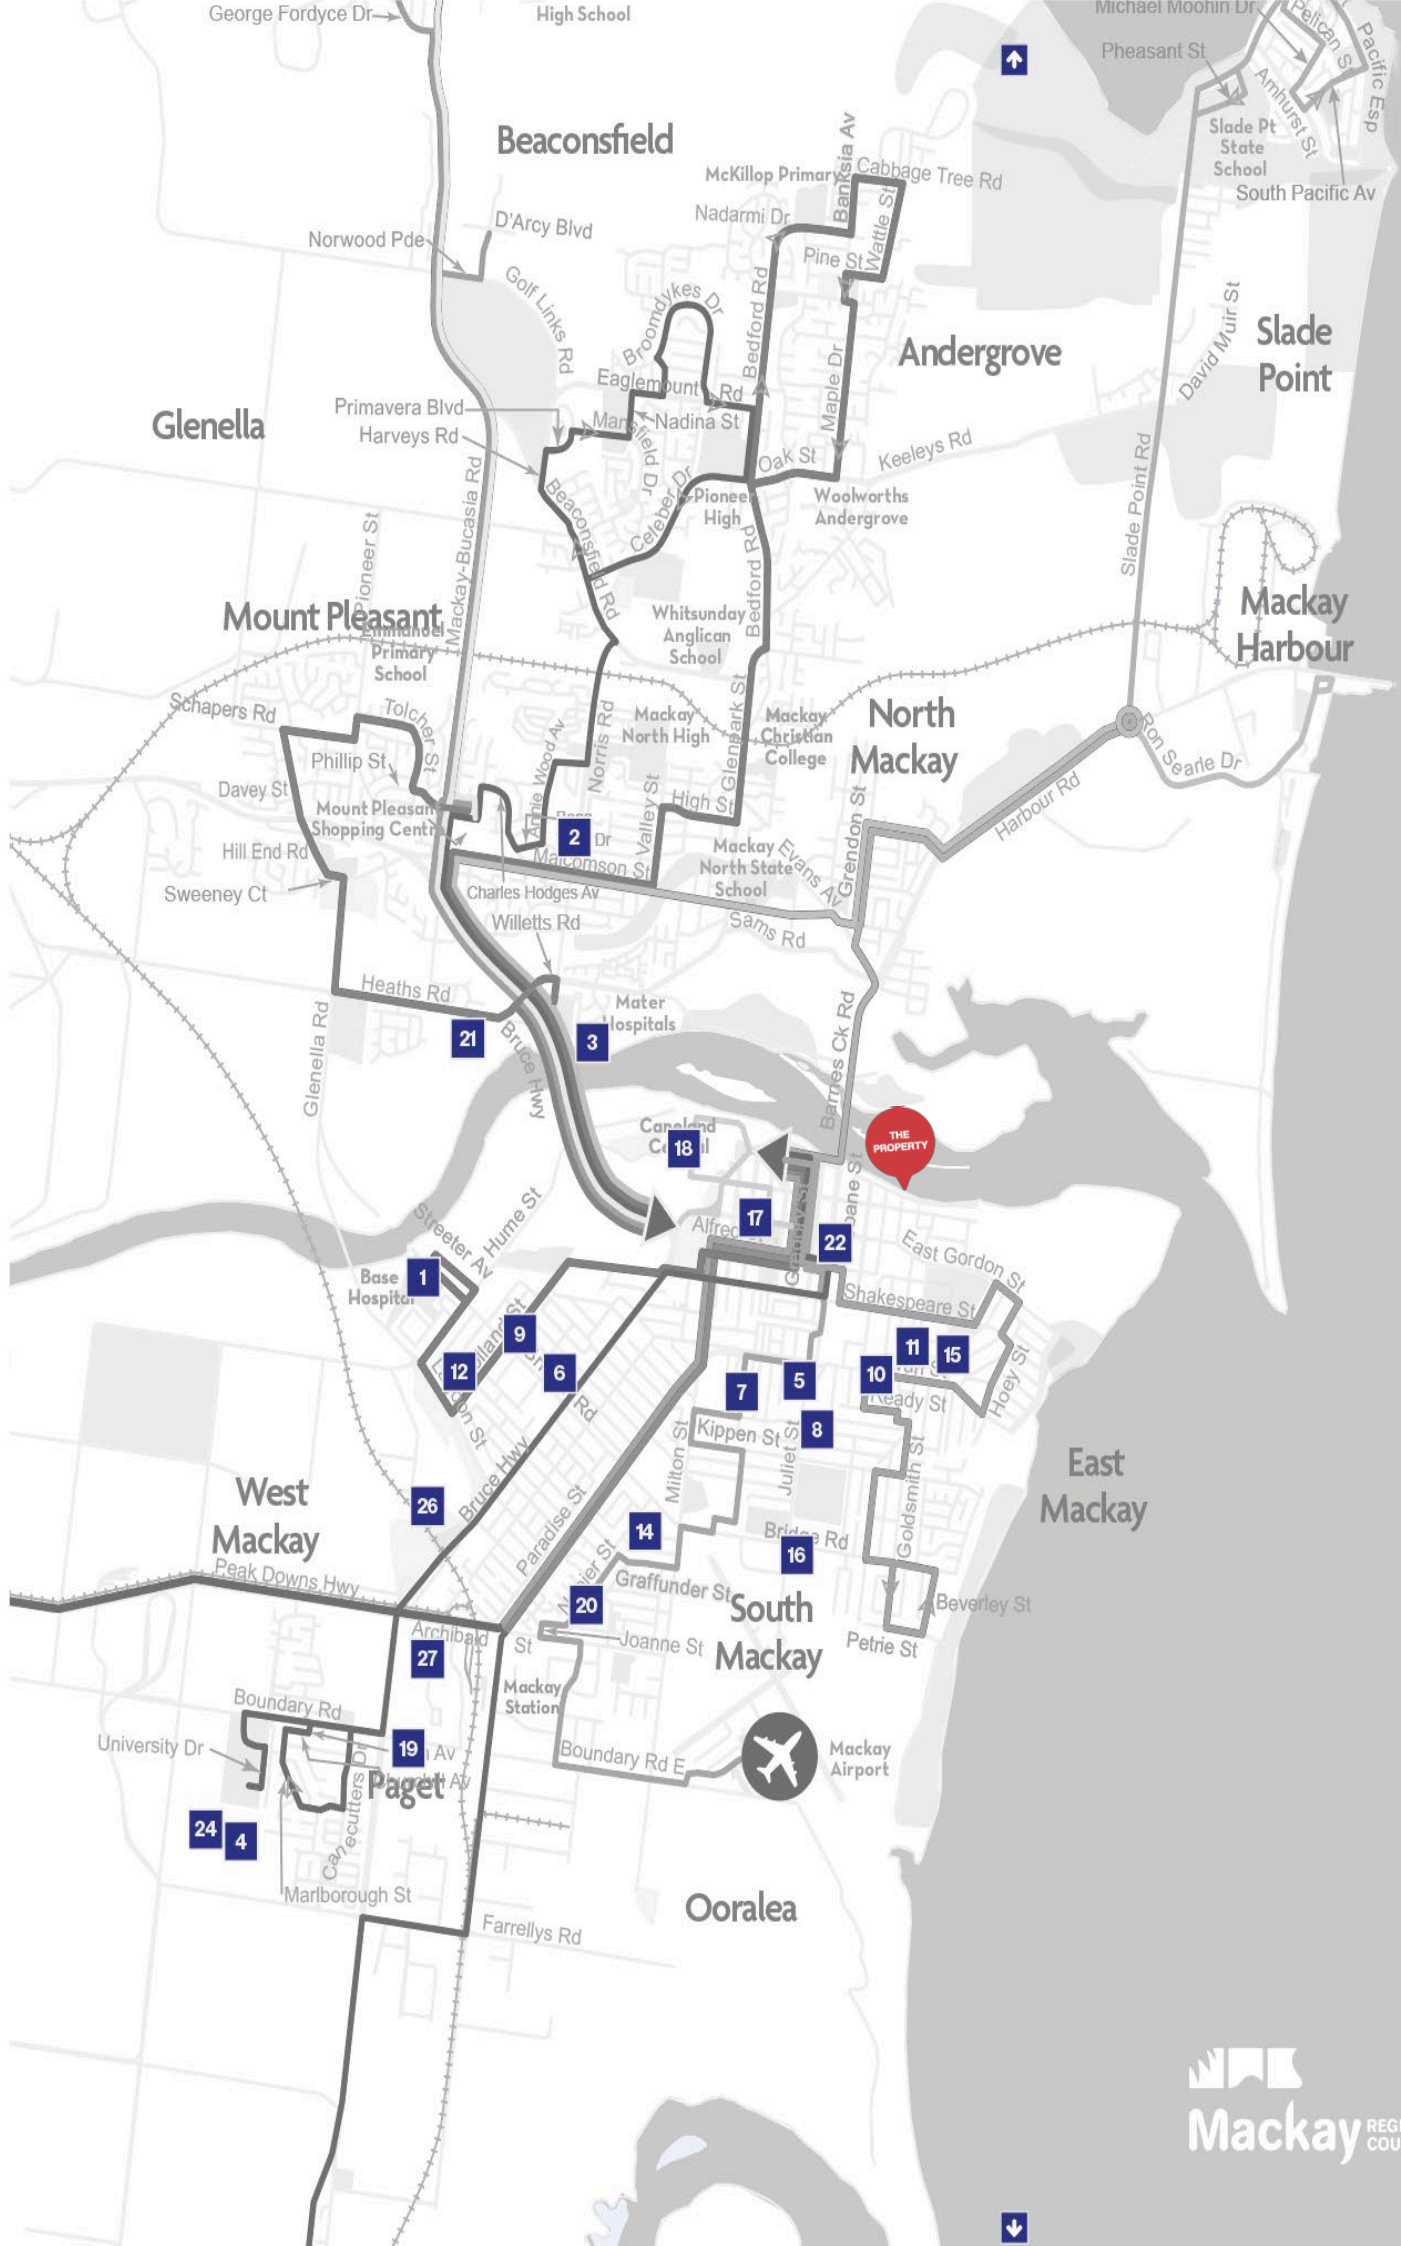 George Fordyce Dr
High School
Michael Moohin Dr
Pelican St
Pacific Esp
Pheasant St
Amhurst St
Slade Pt
State
School
South Pacific Av
Beaconsfield
McKillop Primary
Banksia Av
Cabbage Tree Rd
Nadarmi Dr
Wattle St
Pine St
D'Arcy Blvd
Norwood Pde
Golf Links Rd
Broomdykes Dr
Bedford Rd
Maple Dr
Andergrove
David Muir St
Slade
Point
Eaglemount Rd
Primavera Blvd
Harveys Rd
Glenella
Mansfield Dr
Nadina St
Oak St
Keeleys Rd
Slade Point Rd
Beaconsfield Rd
Celeber Dr
Pioneer
High
Woolworths
Andergrove
Mackay-Bucasia Rd
Pioneer St
Bedford Rd
Mount Pleasant
Emmanuel
Primary
School
Whitsunday
Anglican
School
Mackay
Harbour
Schapers Rd
Tolcher St
Phillip St
Davey St
Norris Rd
Mackay
North High
Glenpark St
Mackay
Christian
College
North
Mackay
Ron Searle Dr
Harbour Rd
Mount Pleasan
Shopping Centr
Annie Wood Av
Valley St
High St
2
Dr
Malcomson St
Hill End Rd
Sweeney Ct
Charles Hodges Av
Willetts Rd
Mackay
North State
School
Evans Av
Grendon St
Sams Rd
Heaths Rd
21
Glenella Rd
Bruce Hwy
3
Mater
Hospitals
Barnes Ck Rd
THE
PROPERTY
18
17
22
East Gordon St
Shakespeare St
Streeter Av
Hume St
Base
Hospital
1
9
12
6
Rd
11
15
10
Ready St
Hoey St
7
5
8
Kippen St
Milton St
Juliet St
Goldsmith St
East
Mackay
West
Mackay
26
Bruce Hwy
Paradise St
14
Bridge Rd
16
Peak Downs Hwy
Graffunder St
20
South
Mackay
Beverley St
Petrie St
Archibald St
Joanne St
27
Mackay
Station
Boundary Rd
University Dr
19
Av
Churchill Av
Paget
Canecutters Dr
Boundary Rd E
Mackay
Airport
24
4
Marlborough St
Ooralea
Farrellys Rd
Mackay